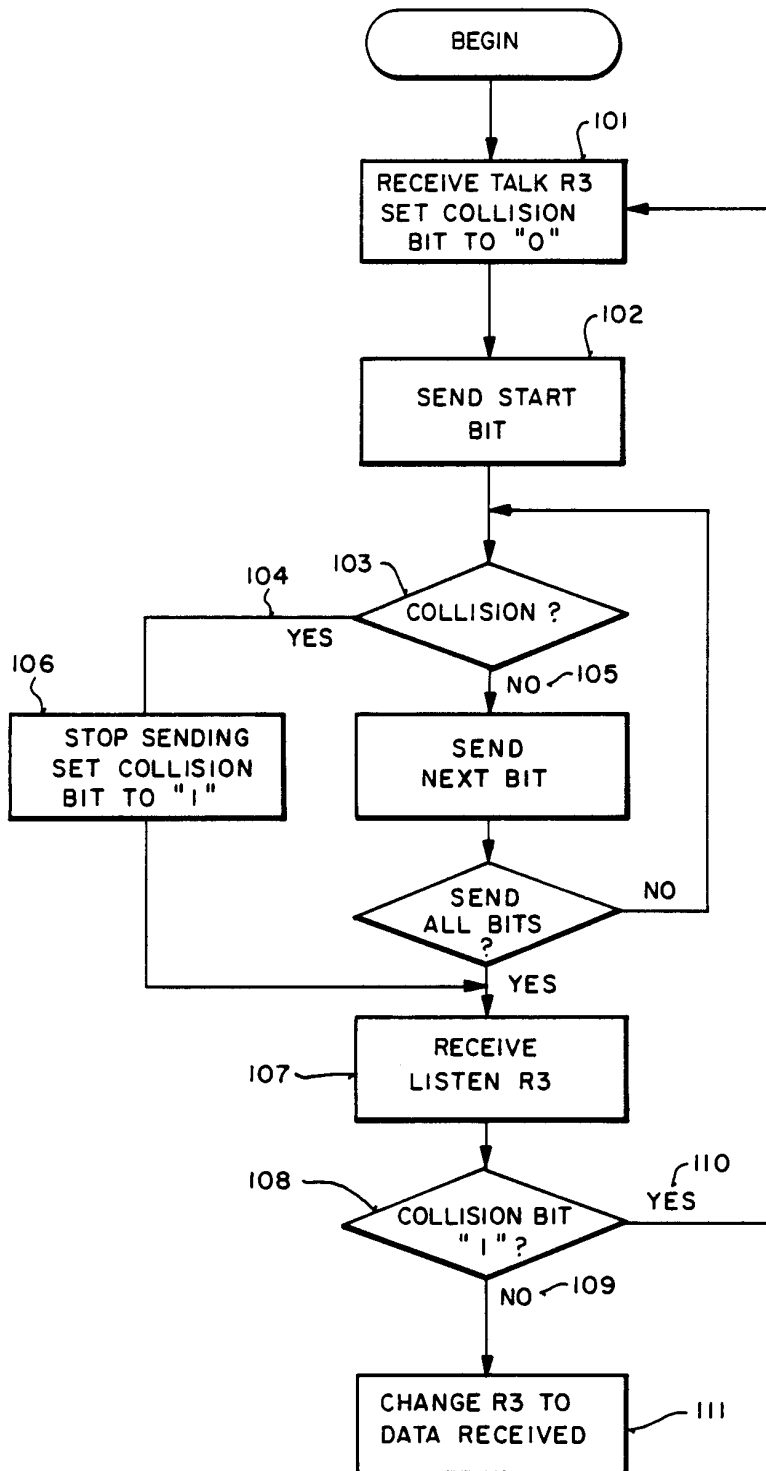 BEGIN
101
RECEIVE TALK R3
SET COLLISION
BIT TO "0"
102
SEND START
BIT
103
COLLISION ?
104
YES
NO
105
106
STOP SENDING
SET COLLISION
BIT TO "1"
SEND
NEXT BIT
SEND
ALL BITS
?
NO
YES
107
RECEIVE
LISTEN R3
108
COLLISION BIT
"1" ?
110
YES
NO
109
CHANGE R3 TO
DATA RECEIVED
111